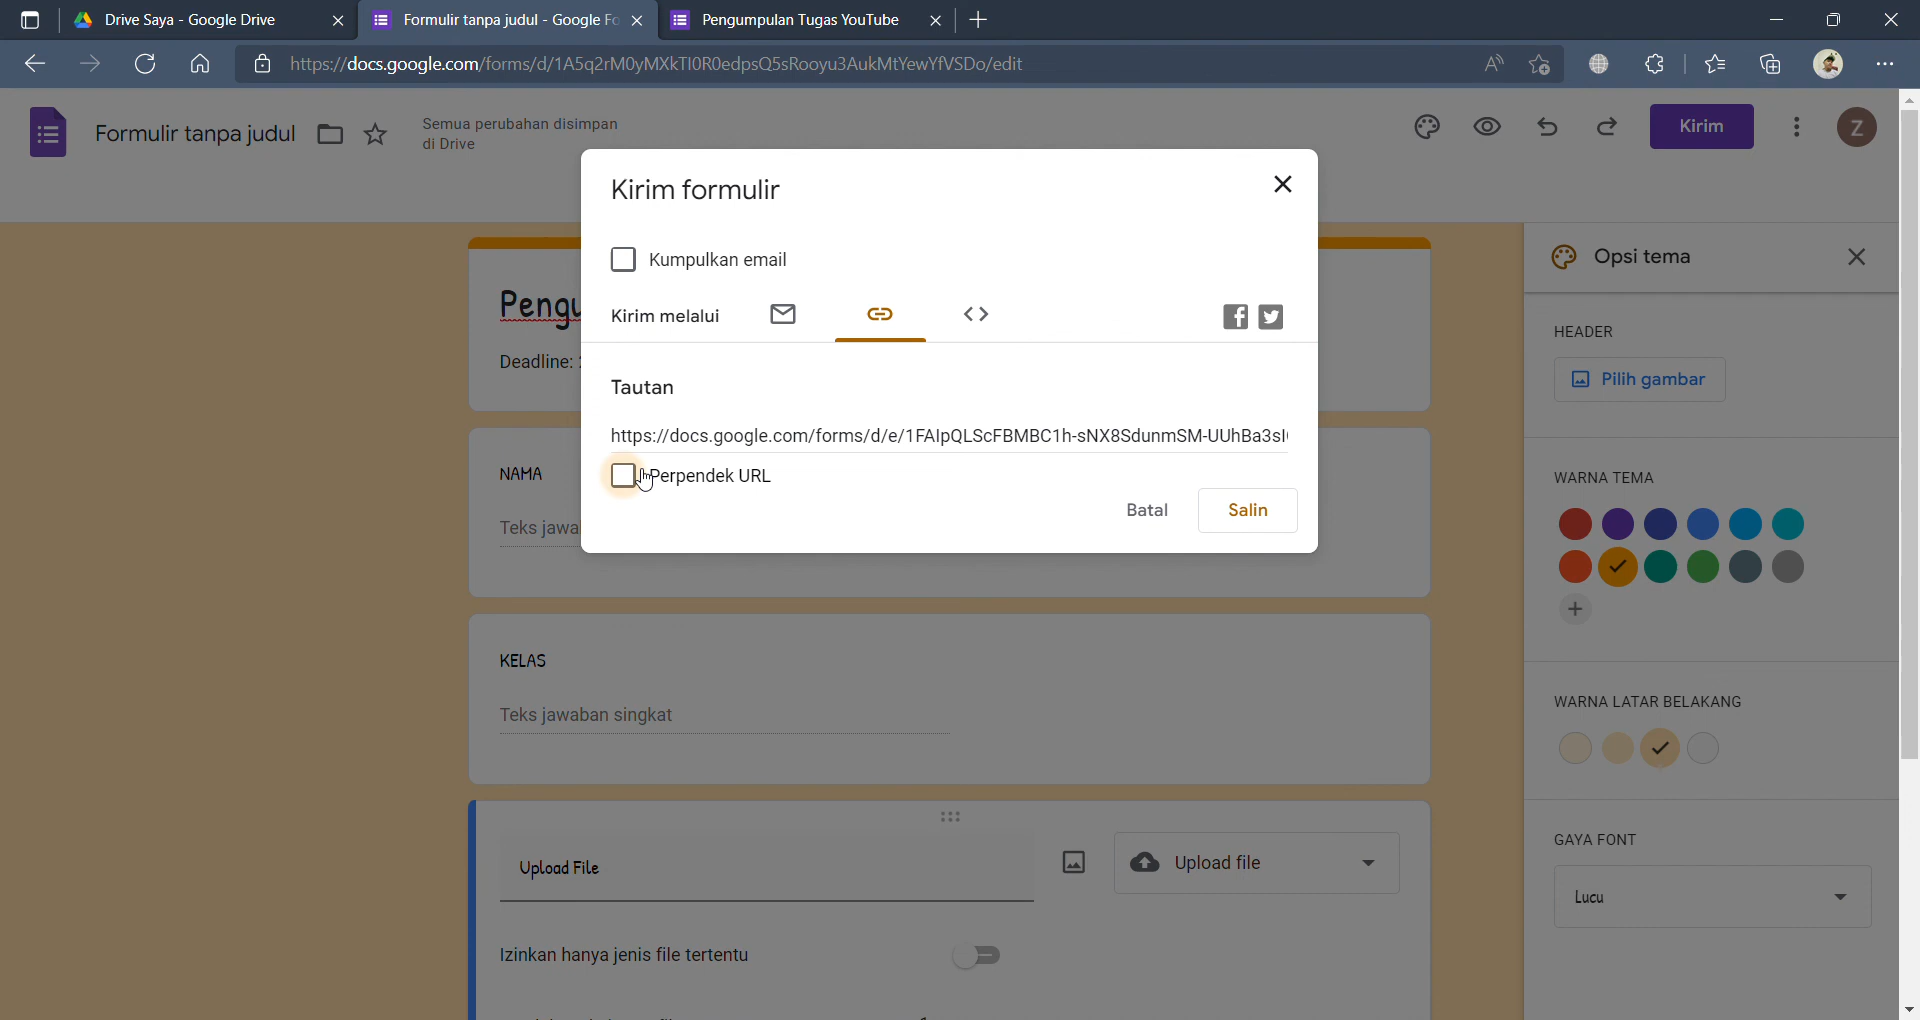 Drive Saya - Google Drive
Formulir tanpa judul - Google Fo
Pengumpulan Tugas YouTube
https://docs.google.com/forms/d/1A5q2rM0yMXkTI0R0edpsQ5sRooyu3AukMtYewYfVSDo/edit
Formulir tanpa judul
Semua perubahan disimpan
di Drive
Kirim
Z
Kirim formulir
Kumpulkan email
Kirim melalui
Tautan
https://docs.google.com/forms/d/e/1FAIpQLScFBMBC1h-sNX8SdunmSM-UUhBa3sI
Perpendek URL
Batal
Salin
Pengu
Deadline:
NAMA
Teks jawa
KELAS
Teks jawaban singkat
Upload File
Upload file
Izinkan hanya jenis file tertentu
Opsi tema
HEADER
Pilih gambar
WARNA TEMA
WARNA LATAR BELAKANG
GAYA FONT
Lucu